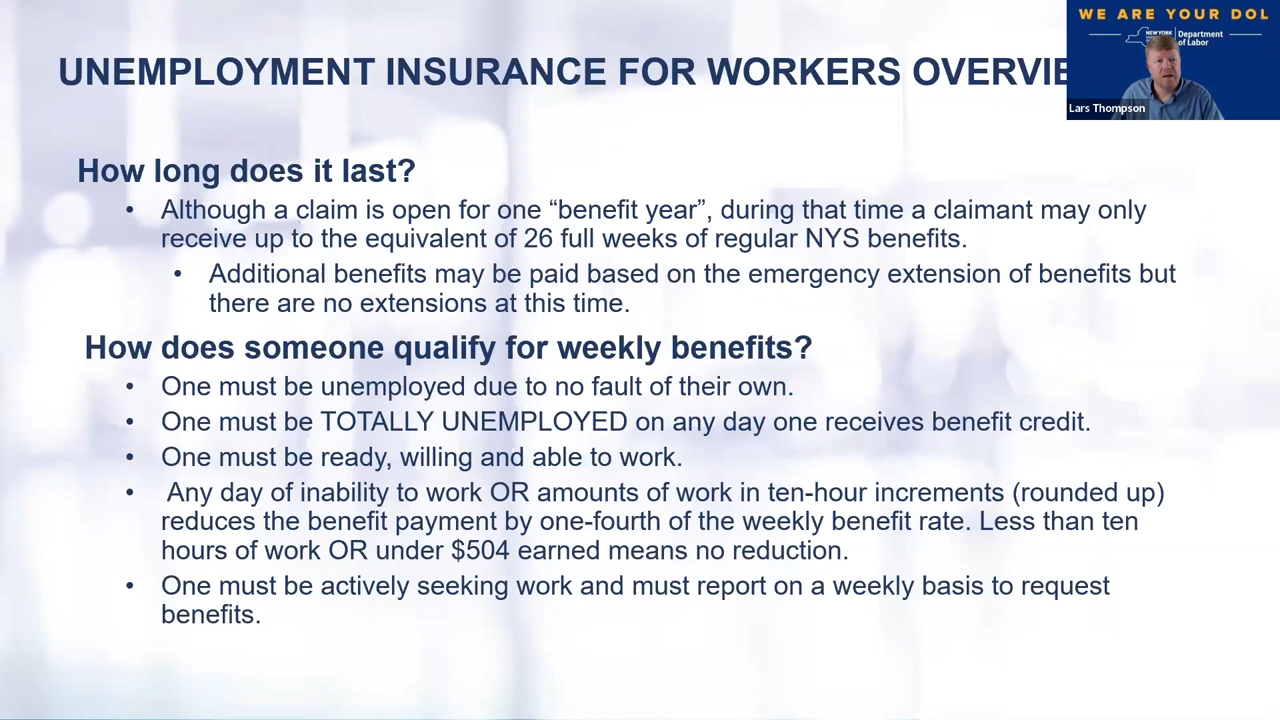 WE ARE YOUR DOL
NEW YORK
Department
of Labor
Lars Thompson
UNEMPLOYMENT INSURANCE FOR WORKERS OVERVIE
How long does it last?
• Although a claim is open for one “benefit year”, during that time a claimant may only
receive up to the equivalent of 26 full weeks of regular NYS benefits.
• Additional benefits may be paid based on the emergency extension of benefits but
there are no extensions at this time.
How does someone qualify for weekly benefits?
• One must be unemployed due to no fault of their own.
• One must be TOTALLY UNEMPLOYED on any day one receives benefit credit.
• One must be ready, willing and able to work.
• Any day of inability to work OR amounts of work in ten-hour increments (rounded up)
reduces the benefit payment by one-fourth of the weekly benefit rate. Less than ten
hours of work OR under $504 earned means no reduction.
• One must be actively seeking work and must report on a weekly basis to request
benefits.